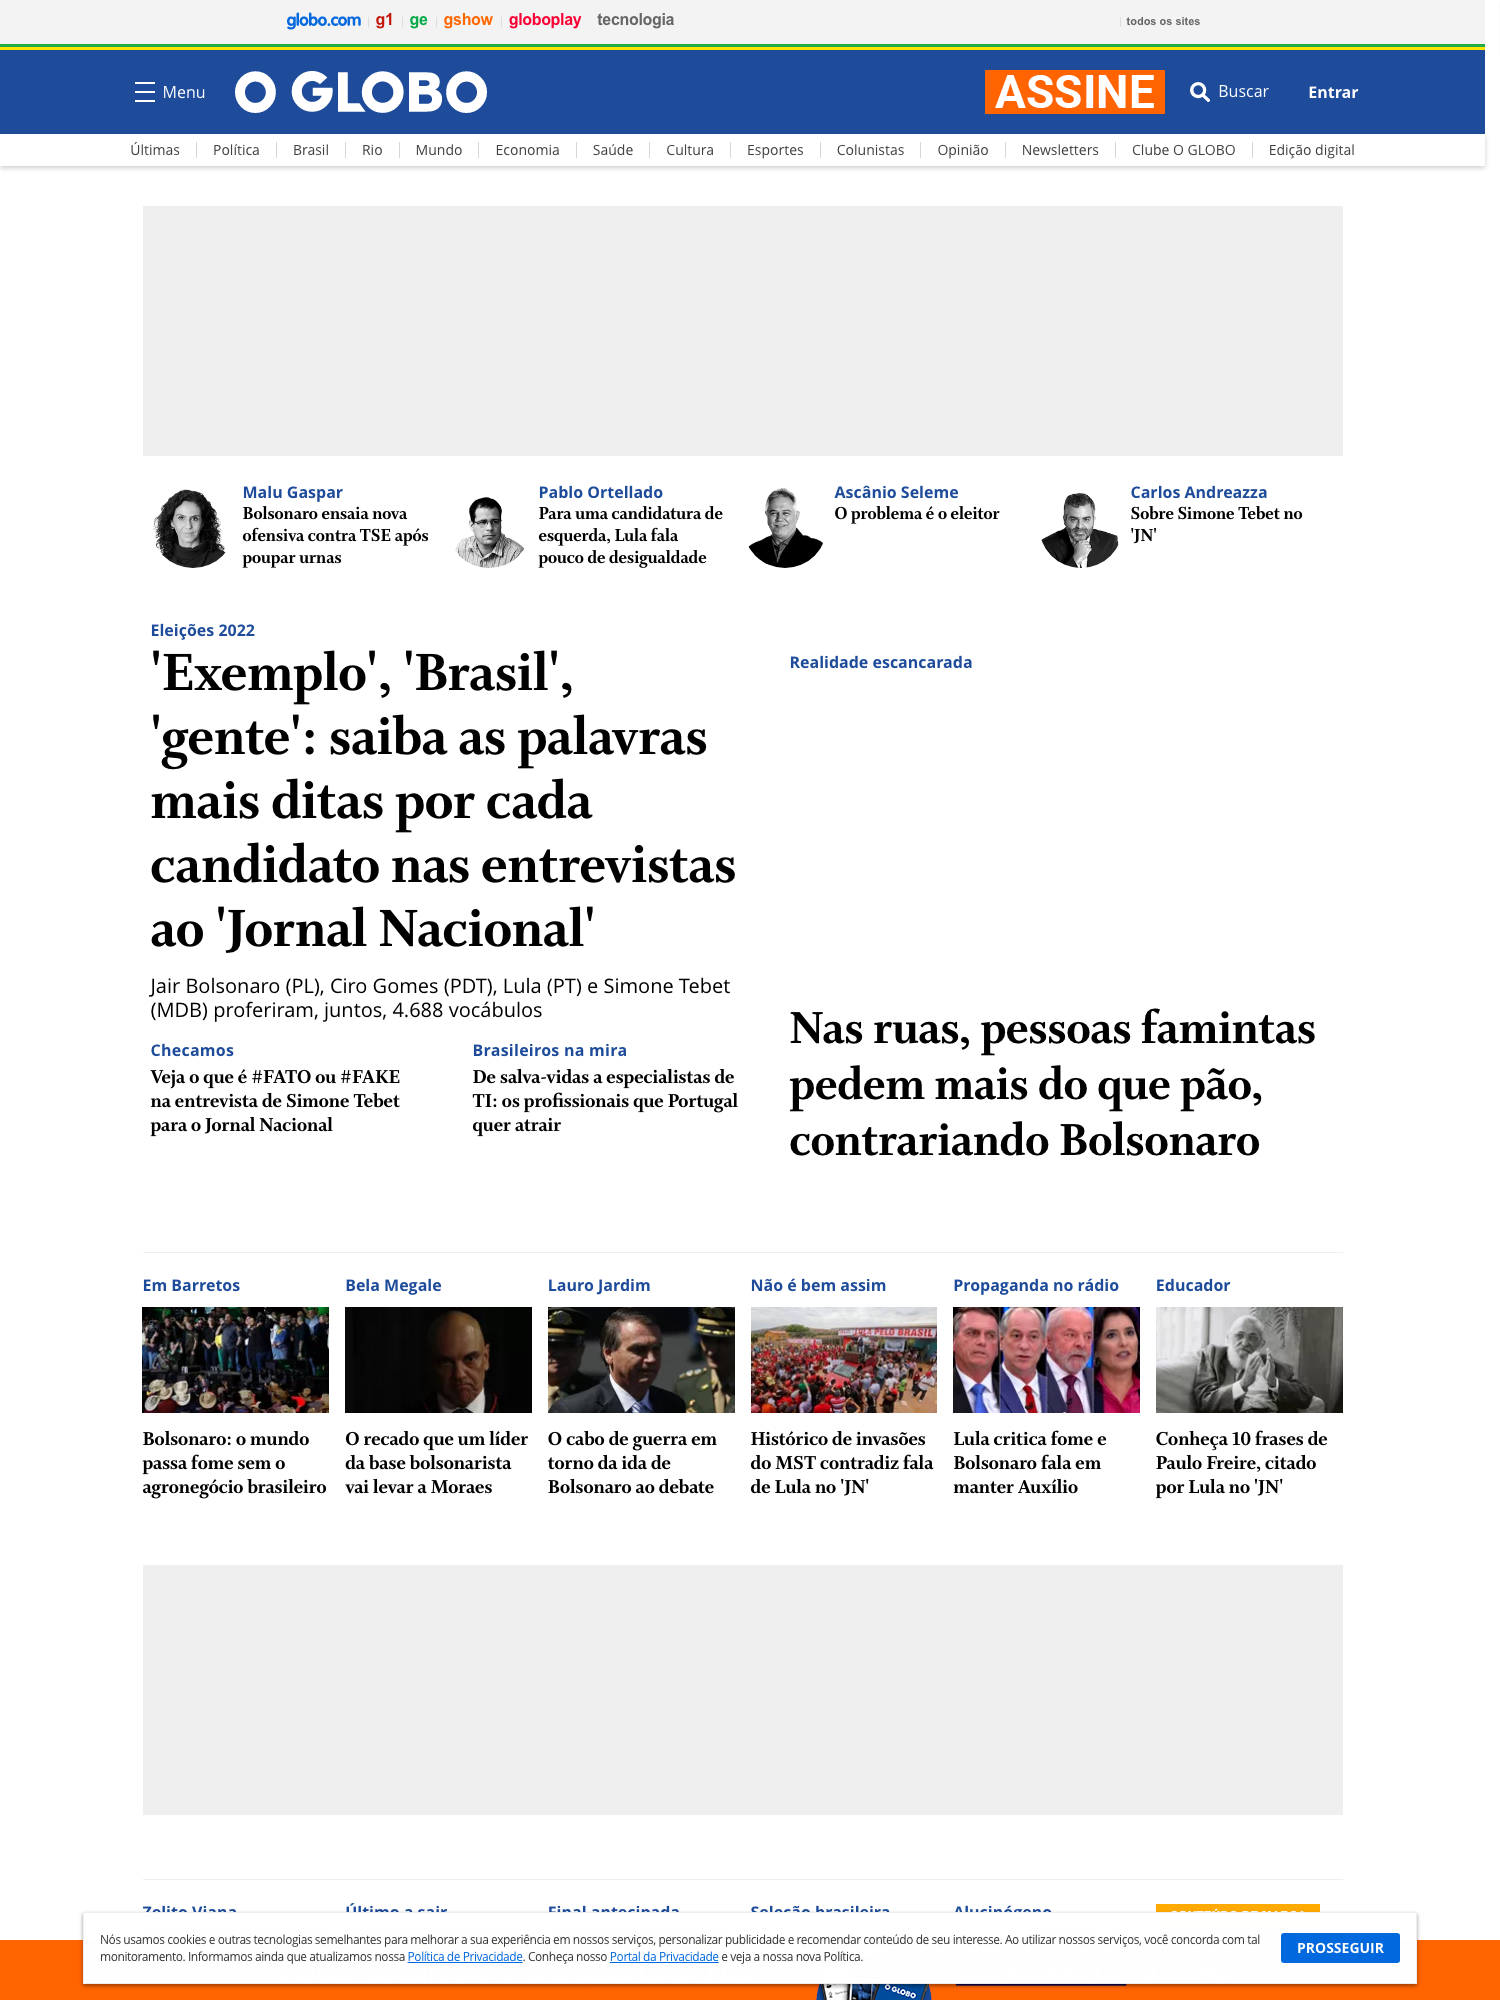 globo.com g1 ge gshow globoplay tecnologia todos os sites
Menu O GLOBO ASSINE Buscar Entrar
Últimas Política Brasil Rio Mundo Economia Saúde Cultura Esportes Colunistas Opinião Newsletters Clube O GLOBO Edição digital
Malu Gaspar
Bolsonaro ensaia nova
ofensiva contra TSE após
poupar urnas
Pablo Ortellado
Para uma candidatura de
esquerda, Lula fala
pouco de desigualdade
Ascânio Seleme
O problema é o eleitor
Carlos Andreazza
Sobre Simone Tebet no
'JN'
Eleições 2022
'Exemplo', 'Brasil',
'gente': saiba as palavras
mais ditas por cada
candidato nas entrevistas
ao 'Jornal Nacional'
Jair Bolsonaro (PL), Ciro Gomes (PDT), Lula (PT) e Simone Tebet
(MDB) proferiram, juntos, 4.688 vocábulos
Checamos
Veja o que é #FATO ou #FAKE
na entrevista de Simone Tebet
para o Jornal Nacional
Brasileiros na mira
De salva-vidas a especialistas de
TI: os profissionais que Portugal
quer atrair
Realidade escancarada
Nas ruas, pessoas famintas
pedem mais do que pão,
contrariando Bolsonaro
Em Barretos
Bolsonaro: o mundo
passa fome sem o
agronegócio brasileiro
Bela Megale
O recado que um líder
da base bolsonarista
vai levar a Moraes
Lauro Jardim
O cabo de guerra em
torno da ida de
Bolsonaro ao debate
Não é bem assim
LULA PELO BRASIL
Histórico de invasões
do MST contradiz fala
de Lula no 'JN'
Propaganda no rádio
Lula critica fome e
Bolsonaro fala em
manter Auxílio
Educador
Conheça 10 frases de
Paulo Freire, citado
por Lula no 'JN'
Zelito Viana Último a sair Final antecipada Seleção brasileira Alucinógeno
Nós usamos cookies e outras tecnologias semelhantes para melhorar a sua experiência em nossos serviços, personalizar publicidade e recomendar conteúdo de seu interesse. Ao utilizar nossos serviços, você concorda com tal
monitoramento. Informamos ainda que atualizamos nossa Política de Privacidade. Conheça nosso Portal da Privacidade e veja a nossa nova Política.
PROSSEGUIR
O GLOBO